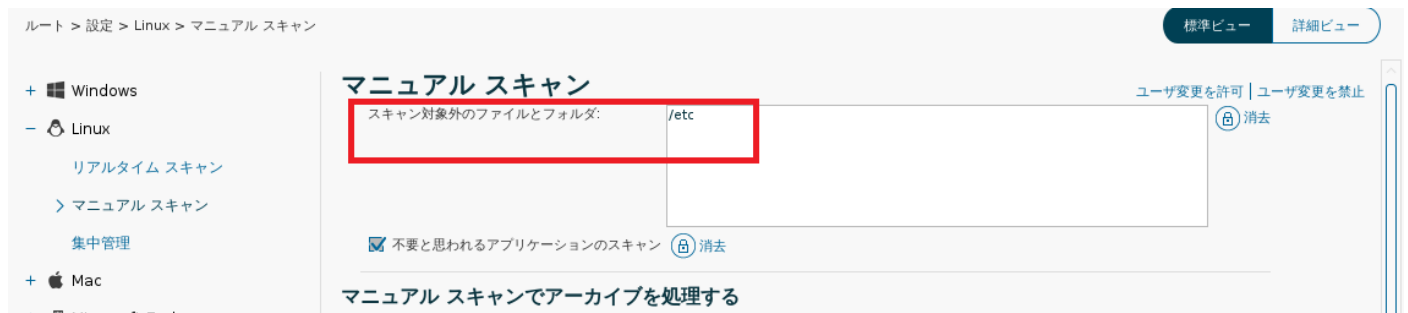 ルート > 設定 > Linux > マニュアル スキャン
標準ビュー 詳細ビュー
+ Windows
− Linux
リアルタイム スキャン
マニュアル スキャン
集中管理
+ Mac
マニュアル スキャン
ユーザ変更を許可 | ユーザ変更を禁止
スキャン対象外のファイルとフォルダ: /etc 消去
不要と思われるアプリケーションのスキャン 消去
マニュアル スキャンでアーカイブを処理する